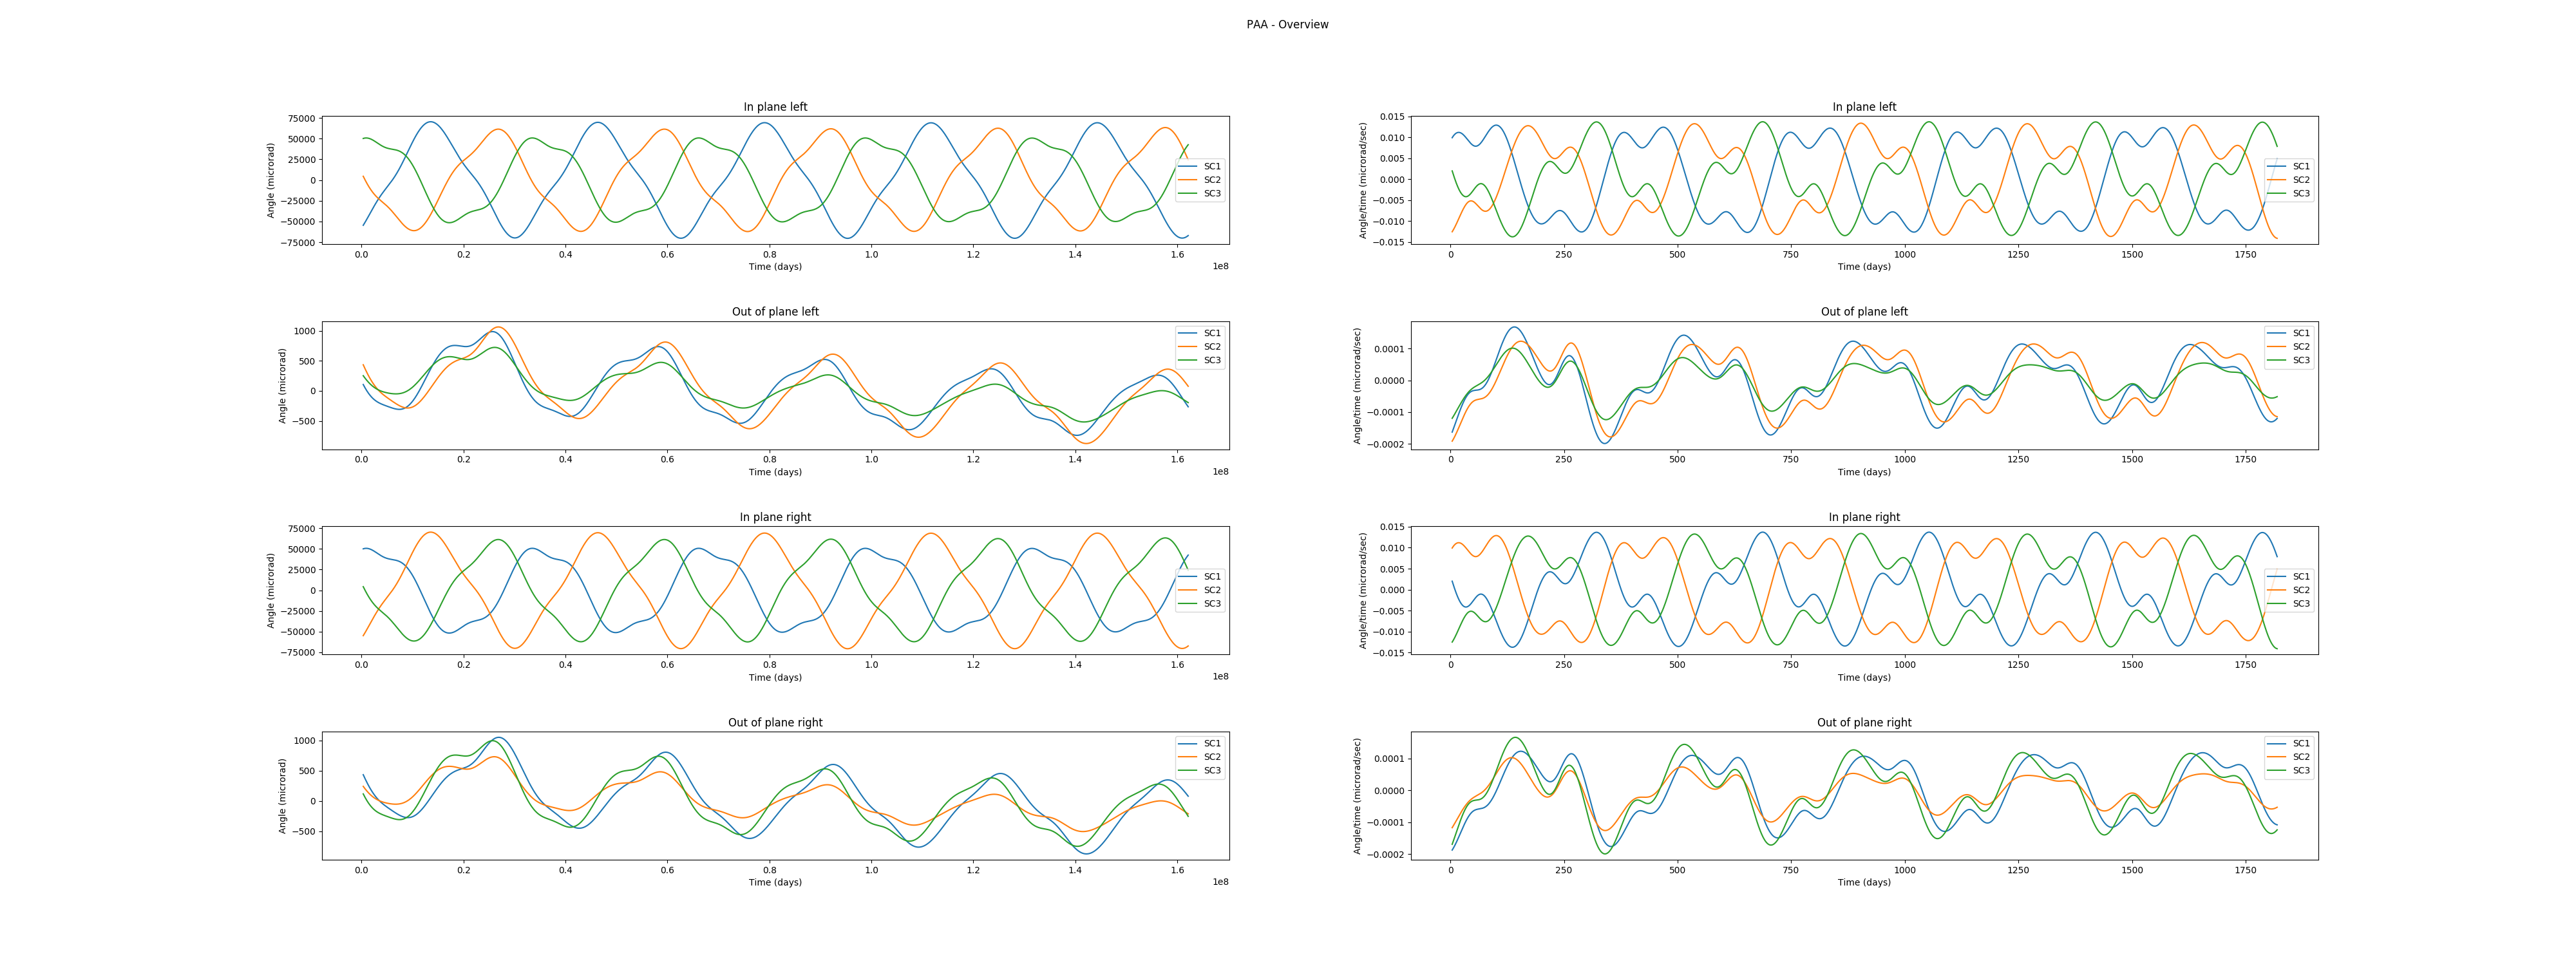 PAA - Overview
In plane left
Angle (microrad)
75000
50000
25000
0
−25000
−50000
−75000
SC1
SC2
SC3
0.0 0.2 0.4 0.6 0.8 1.0 1.2 1.4 1.6
Time (days)
1e8
In plane left
Angle/time (microrad/sec)
0.015
0.010
0.005
0.000
−0.005
−0.010
−0.015
SC1
SC2
SC3
0 250 500 750 1000 1250 1500 1750
Time (days)
Out of plane left
Angle (microrad)
1000
500
0
−500
SC1
SC2
SC3
0.0 0.2 0.4 0.6 0.8 1.0 1.2 1.4 1.6
Time (days)
1e8
Out of plane left
Angle/time (microrad/sec)
0.0001
0.0000
−0.0001
−0.0002
SC1
SC2
SC3
0 250 500 750 1000 1250 1500 1750
Time (days)
In plane right
Angle (microrad)
75000
50000
25000
0
−25000
−50000
−75000
SC1
SC2
SC3
0.0 0.2 0.4 0.6 0.8 1.0 1.2 1.4 1.6
Time (days)
1e8
In plane right
Angle/time (microrad/sec)
0.015
0.010
0.005
0.000
−0.005
−0.010
−0.015
SC1
SC2
SC3
0 250 500 750 1000 1250 1500 1750
Time (days)
Out of plane right
Angle (microrad)
1000
500
0
−500
SC1
SC2
SC3
0.0 0.2 0.4 0.6 0.8 1.0 1.2 1.4 1.6
Time (days)
1e8
Out of plane right
Angle/time (microrad/sec)
0.0001
0.0000
−0.0001
−0.0002
SC1
SC2
SC3
0 250 500 750 1000 1250 1500 1750
Time (days)